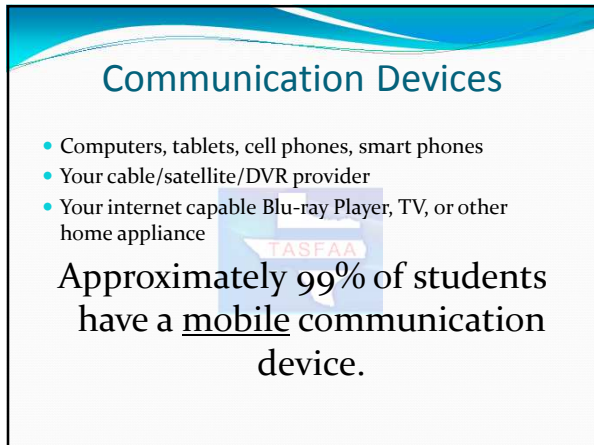 Communication Devices
• Computers, tablets, cell phones, smart phones
• Your cable/satellite/DVR provider
• Your internet capable Blu-ray Player, TV, or other
home appliance
TASFAA
Approximately 99% of students
have a mobile communication
device.